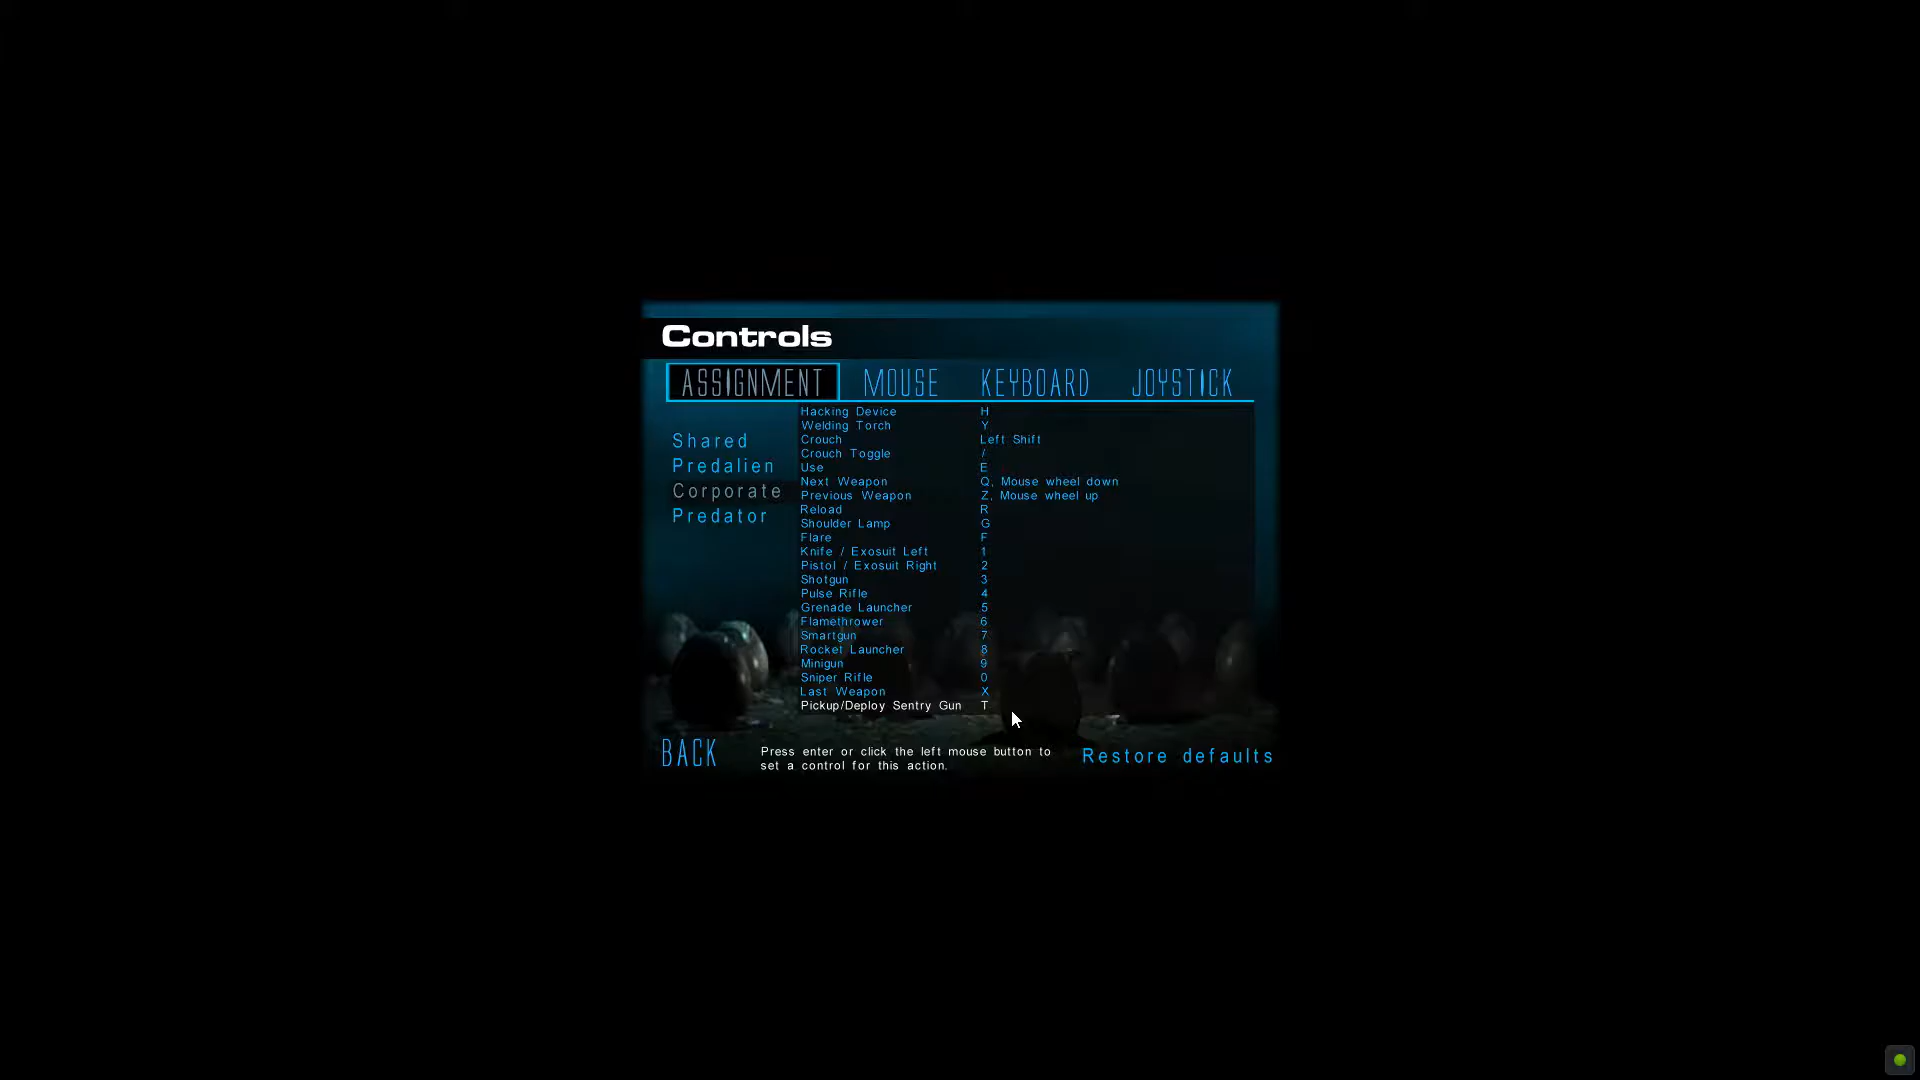 Controls
ASSIGNMENT MOUSE KEYBOARD JOYSTICK
Shared
Predalien
Corporate
Predator
Hacking Device H
Welding Torch Y
Crouch Left Shift
Crouch Toggle /
Use E
Next Weapon Q, Mouse wheel down
Previous Weapon Z, Mouse wheel up
Reload R
Shoulder Lamp G
Flare F
Knife / Exosuit Left 1
Pistol / Exosuit Right 2
Shotgun 3
Pulse Rifle 4
Grenade Launcher 5
Flamethrower 6
Smartgun 7
Rocket Launcher 8
Minigun 9
Sniper Rifle 0
Last Weapon X
Pickup/Deploy Sentry Gun T
BACK
Press enter or click the left mouse button to
set a control for this action.
Restore defaults